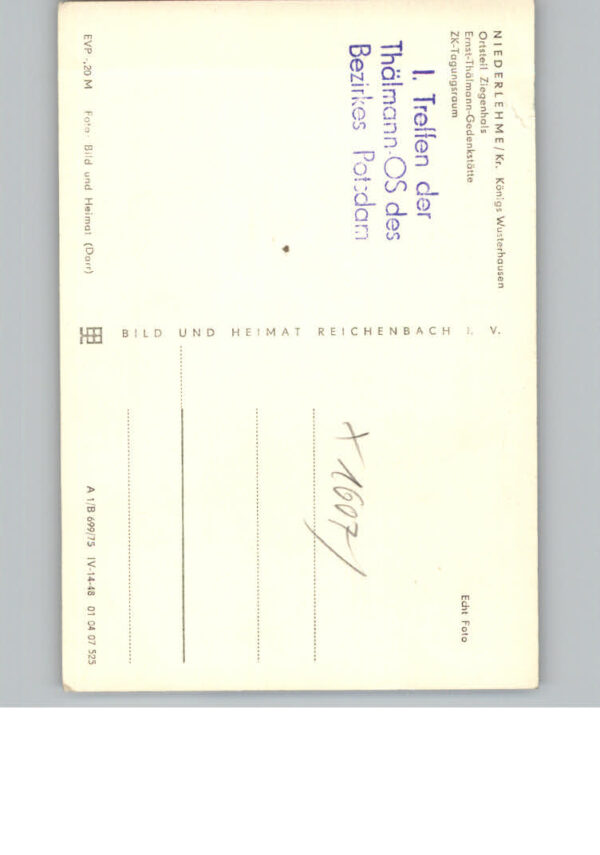 NIEDERLEHME/Kr. Königs Wusterhausen
Ortsteil Ziegenhals
Ernst-Thälmann-Gedenkstätte
ZK-Tagungsraum
I. Treffen der
Thälmann-OS des
Bezirkes Potsdam
EVP -,20 M Foto: Bild und Heimat (Darr)
BILD UND HEIMAT REICHENBACH I. V.
Echt Foto
X 1607/
A 1/B 699/75 IV-14-48 01 04 07 525